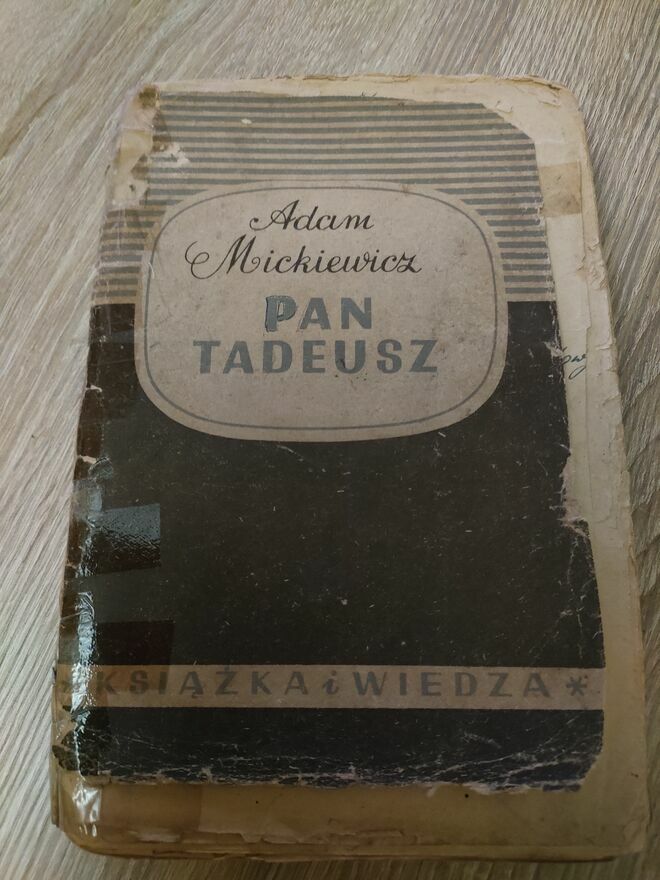 Adam
Mickiewicz
PAN
TADEUSZ
* KSIĄŻKA i WIEDZA *